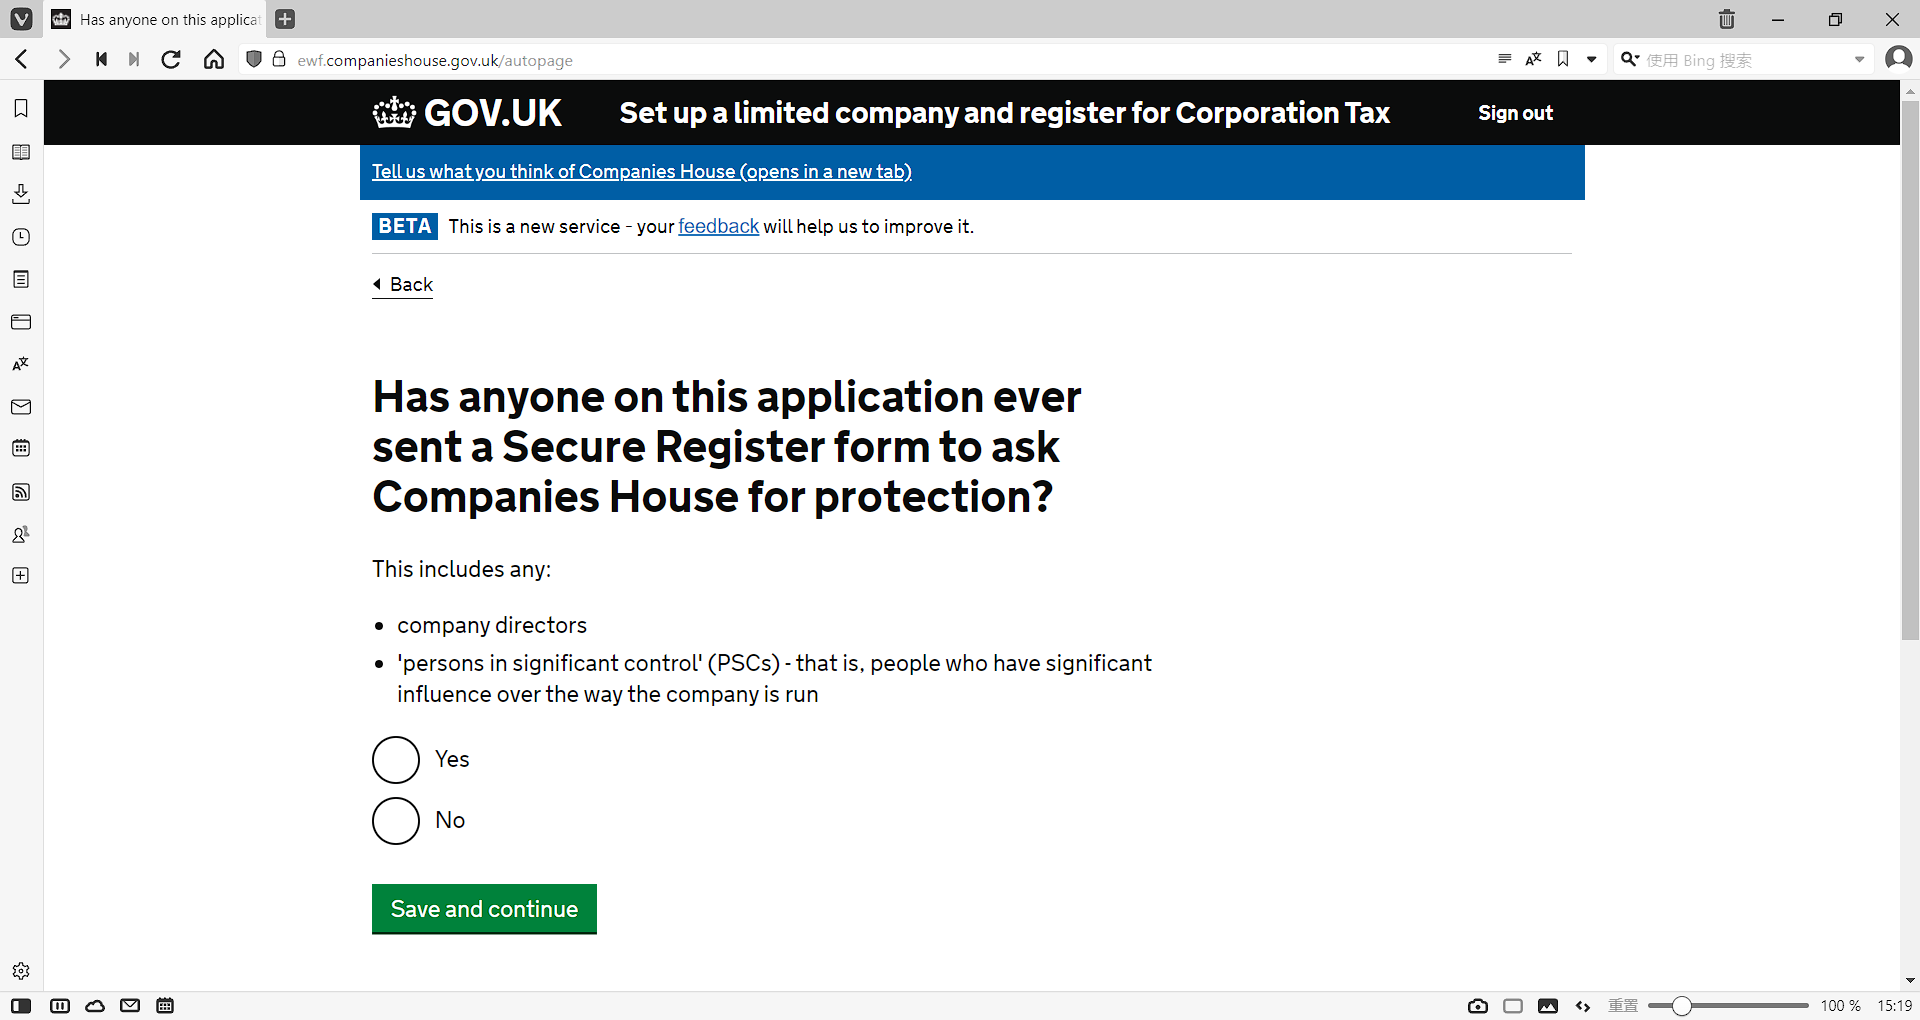 Has anyone on this applicat
ewf.companieshouse.gov.uk/autopage
使用 Bing 搜索
GOV.UK
Set up a limited company and register for Corporation Tax
Sign out
Tell us what you think of Companies House (opens in a new tab)
BETA This is a new service - your feedback will help us to improve it.
Back
Has anyone on this application ever
sent a Secure Register form to ask
Companies House for protection?
This includes any:
• company directors
• 'persons in significant control' (PSCs) - that is, people who have significant
influence over the way the company is run
Yes
No
Save and continue
重置
100 %
15:19